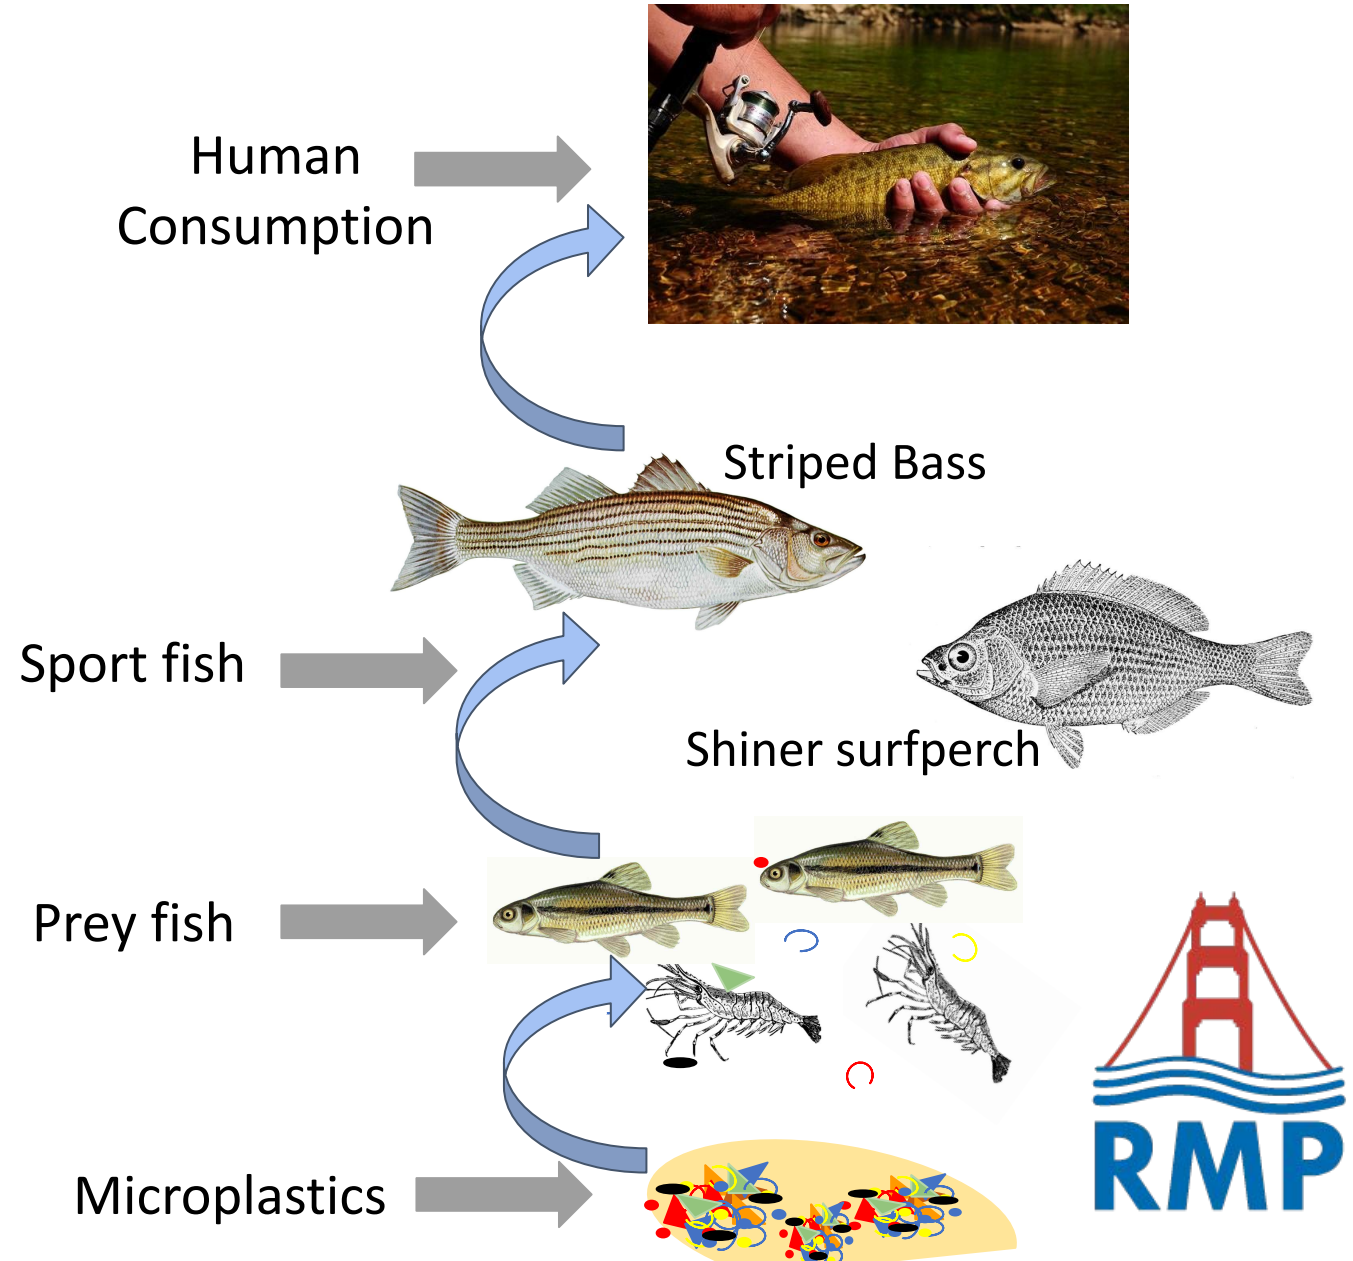 Human
Consumption
Striped Bass
Sport fish
Shiner surfperch
Prey fish
Microplastics
RMP